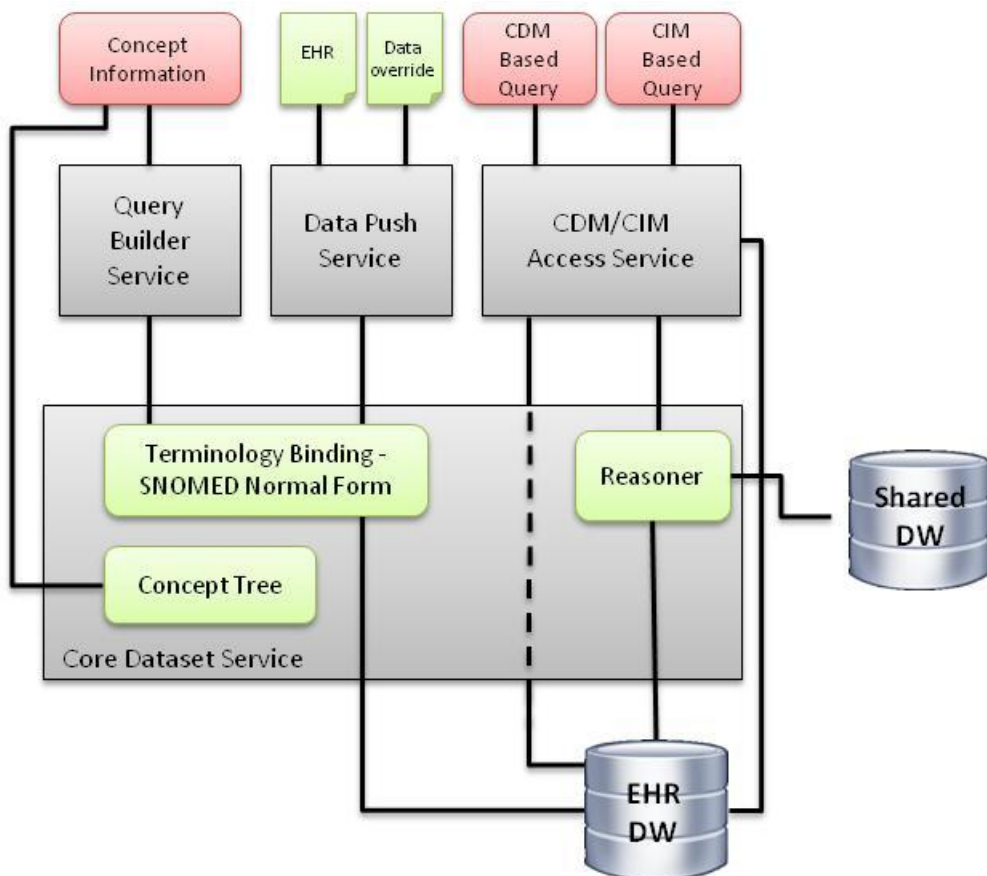 Concept
Information
EHR
Data
override
CDM
Based
Query
CIM
Based
Query
Query
Builder
Service
Data Push
Service
CDM/CIM
Access Service
Terminology Binding -
SNOMED Normal Form
Reasoner
Shared
DW
Concept Tree
Core Dataset Service
EHR
DW